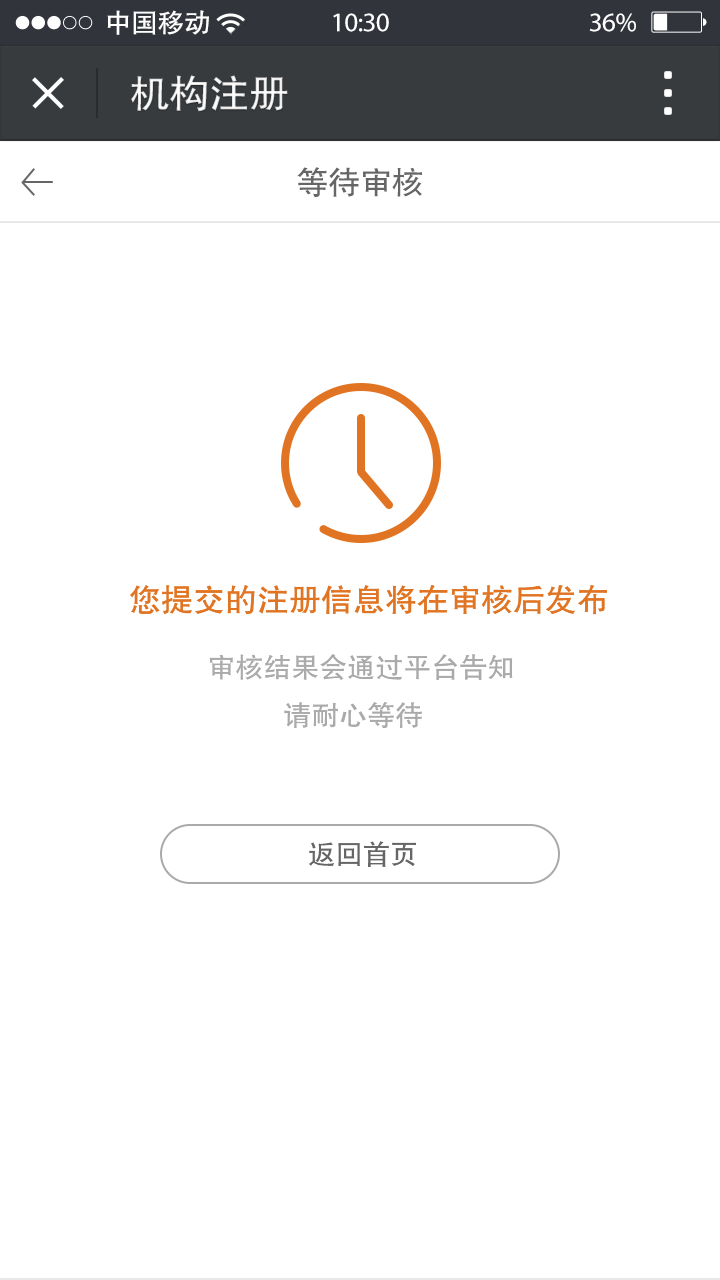 中国移动 10:30 36%
机构注册
等待审核
您提交的注册信息将在审核后发布
审核结果会通过平台告知
请耐心等待
返回首页